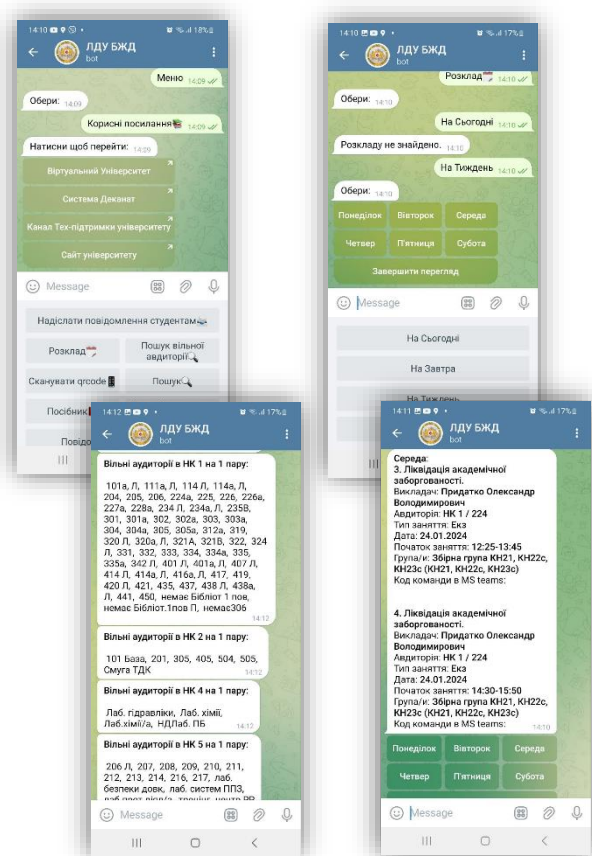 14:10
18%
ЛДУ БЖД
bot
Меню 14:09
Обери: 14:09
Корисні посилання 14:09
Натисни щоб перейти: 14:09
Віртуальний Університет
Система Деканат
Канал Тех-підтримки університету
Сайт університету
Message
Надіслати повідомлення студентам
Розклад
Пошук вільної
авдиторії
Сканувати qrcode
Пошук
Посібник
Повідо
14:10
17%
ЛДУ БЖД
bot
Розклад 14:10
Обери: 14:10
На Сьогодні 14:10
Розкладу не знайдено. 14:10
На Тиждень 14:10
Обери: 14:10
Понеділок Вівторок Середа
Четвер П'ятниця Субота
Завершити перегляд
Message
На Сьогодні
На Завтра
На Тиждень
14:12
17%
ЛДУ БЖД
bot
Вільні аудиторії в НК 1 на 1 пару:
101а, Л, 111а, Л, 114 Л, 114а, Л,
204, 205, 206, 224а, 225, 226, 226а,
227а, 228а, 234 Л, 234а, Л, 235В,
301, 301а, 302, 302а, 303, 303а,
304, 304а, 305, 305а, 312а, 319,
320 Л, 320а, Л, 321А, 321В, 322, 324
Л, 331, 332, 333, 334, 334а, 335,
335а, 342 Л, 401 Л, 401а, Л, 407 Л,
414 Л, 414а, Л, 416а, Л, 417, 419,
420 Л, 421, 435, 437, 438 Л, 438а,
Л, 441, 450, немає Бібліот 1 пов,
немає Бібліот.1пов П, немає306
14:12
Вільні аудиторії в НК 2 на 1 пару:
101 База, 201, 305, 405, 504, 505,
Смуга ТДК 14:12
Вільні аудиторії в НК 4 на 1 пару:
Лаб. гідравліки, Лаб. хімії,
Лаб.хімії/а, НДЛаб. ПБ 14:12
Вільні аудиторії в НК 5 на 1 пару:
206 Л, 207, 208, 209, 210, 211,
212, 213, 214, 216, 217, лаб.
безпеки довк, лаб. систем ППЗ,
Message
14:11
17%
ЛДУ БЖД
bot
Середа:
3. Ліквідація академічної
заборгованості.
Викладач: Придатко Олександр
Володимирович
Авдиторія: НК 1 / 224
Тип заняття: Екз
Дата: 24.01.2024
Початок заняття: 12:25-13:45
Група/и: Збірна група КН21, КН22с,
КН23с (КН21, КН22с, КН23с)
Код команди в MS teams:
4. Ліквідація академічної
заборгованості.
Викладач: Придатко Олександр
Володимирович
Авдиторія: НК 1 / 224
Тип заняття: Екз
Дата: 24.01.2024
Початок заняття: 14:30-15:50
Група/и: Збірна група КН21, КН22с,
КН23с (КН21, КН22с, КН23с)
Код команди в MS teams: 14:10
Понеділок Вівторок Середа
Четвер П'ятниця Субота
Message